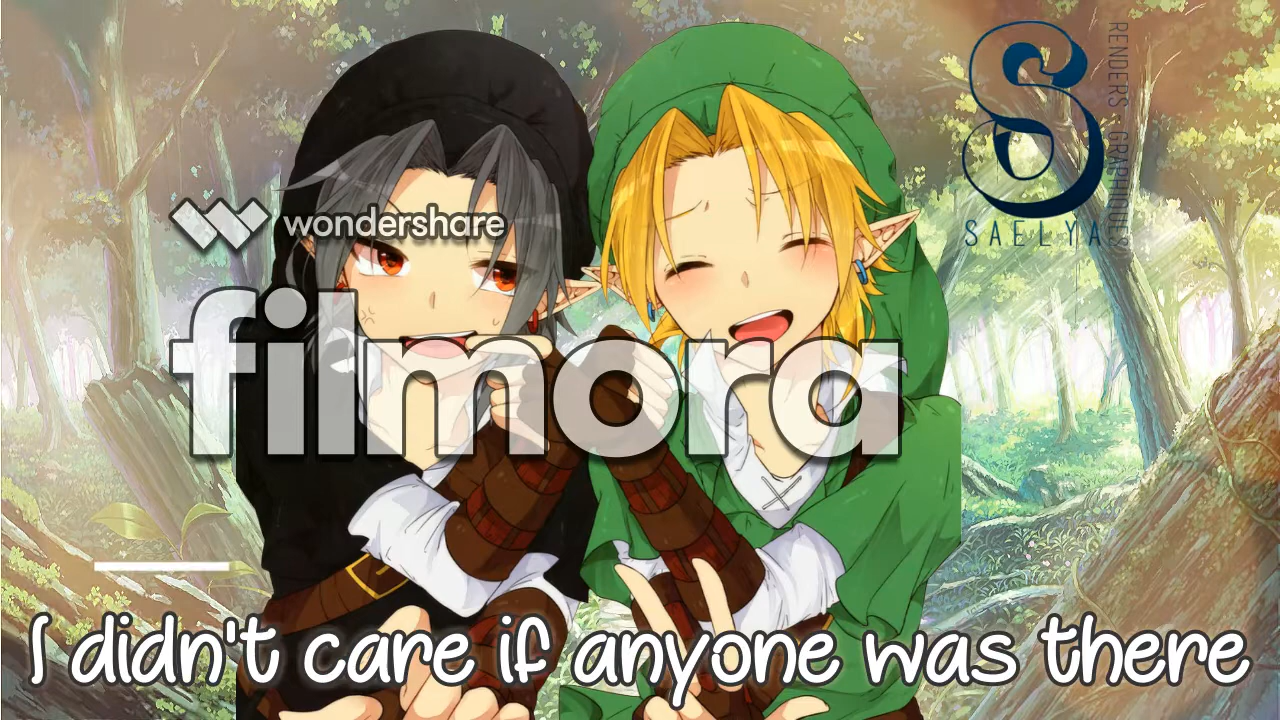 S
SAELYA
RENDERS GRAPHIQUES
wondershare
filmora
I didn't care if anyone was there